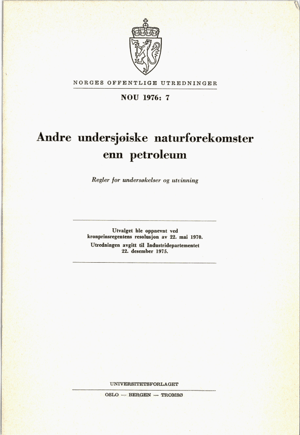 NORGES OFFENTLIGE UTREDNINGER
NOU 1976: 7
Andre undersjøiske naturforekomster
enn petroleum
Regler for undersøkelser og utvinning
Utvalget ble oppnevnt ved
kronprinsregentens resolusjon av 22. mai 1970.
Utredningen avgitt til Industridepartementet
22. desember 1975.
UNIVERSITETSFORLAGET
OSLO — BERGEN — TROMSØ